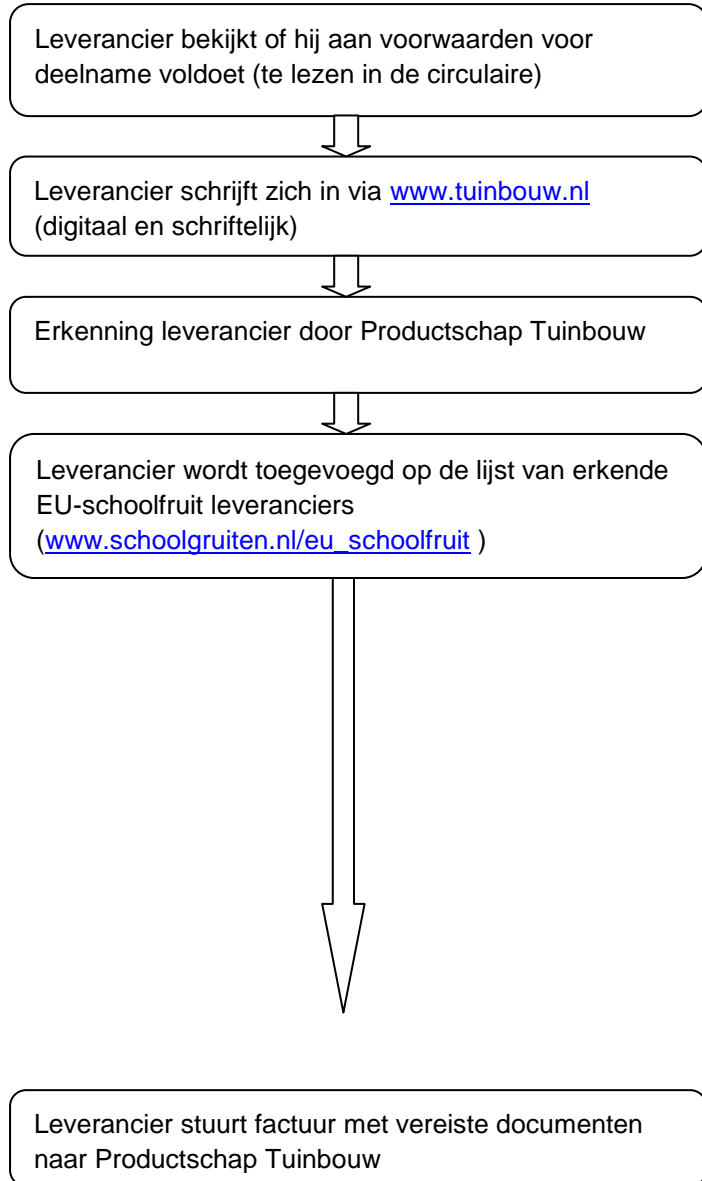 Leverancier bekijkt of hij aan voorwaarden voor
deelname voldoet (te lezen in de circulaire)
Leverancier schrijft zich in via www.tuinbouw.nl
(digitaal en schriftelijk)
Erkenning leverancier door Productschap Tuinbouw
Leverancier wordt toegevoegd op de lijst van erkende
EU-schoolfruit leveranciers
(www.schoolgruiten.nl/eu_schoolfruit )
Leverancier stuurt factuur met vereiste documenten
naar Productschap Tuinbouw